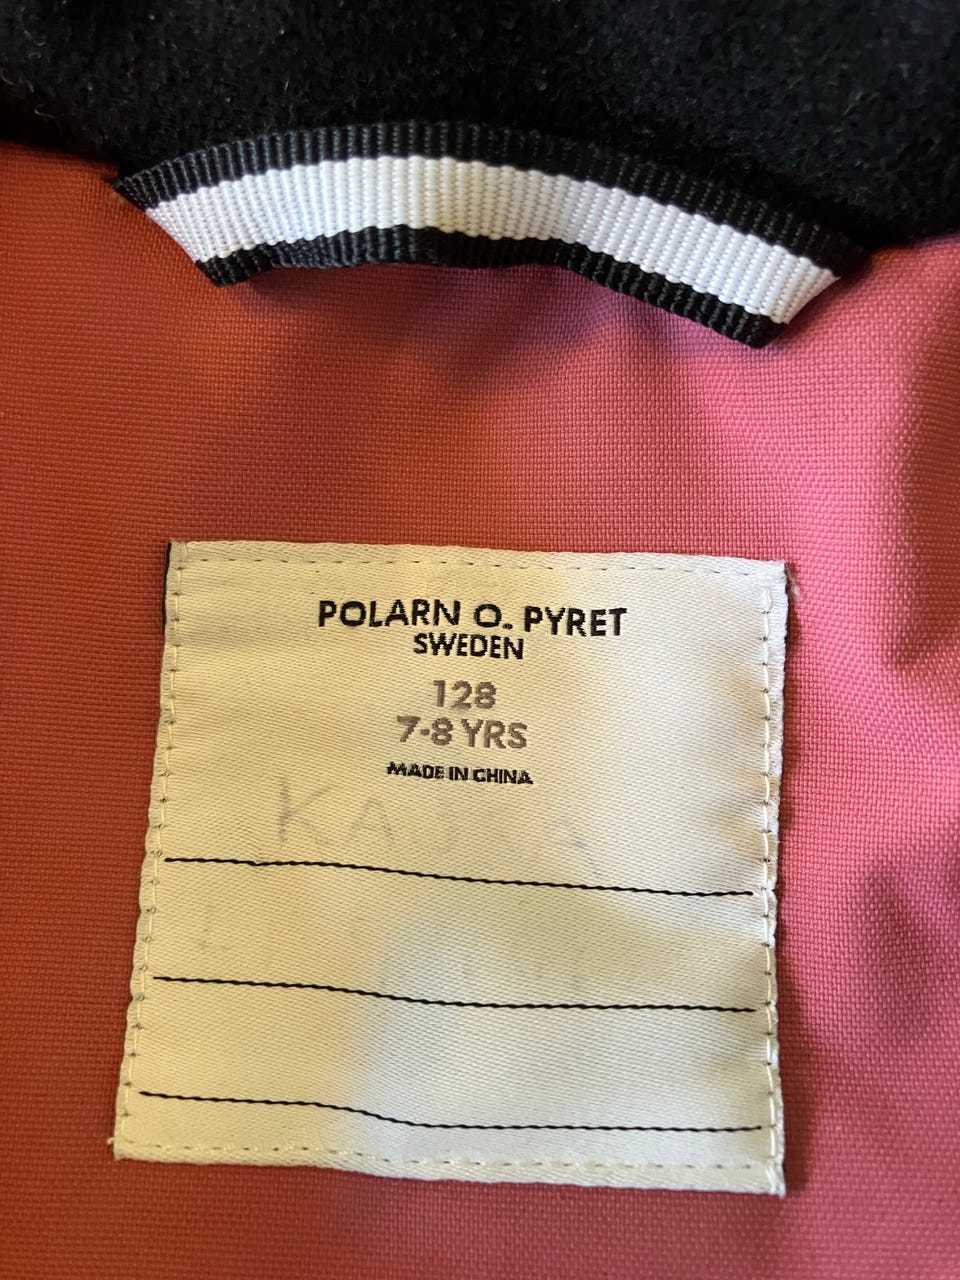 POLARN O. PYRET
SWEDEN
128
7-8 YRS
MADE IN CHINA